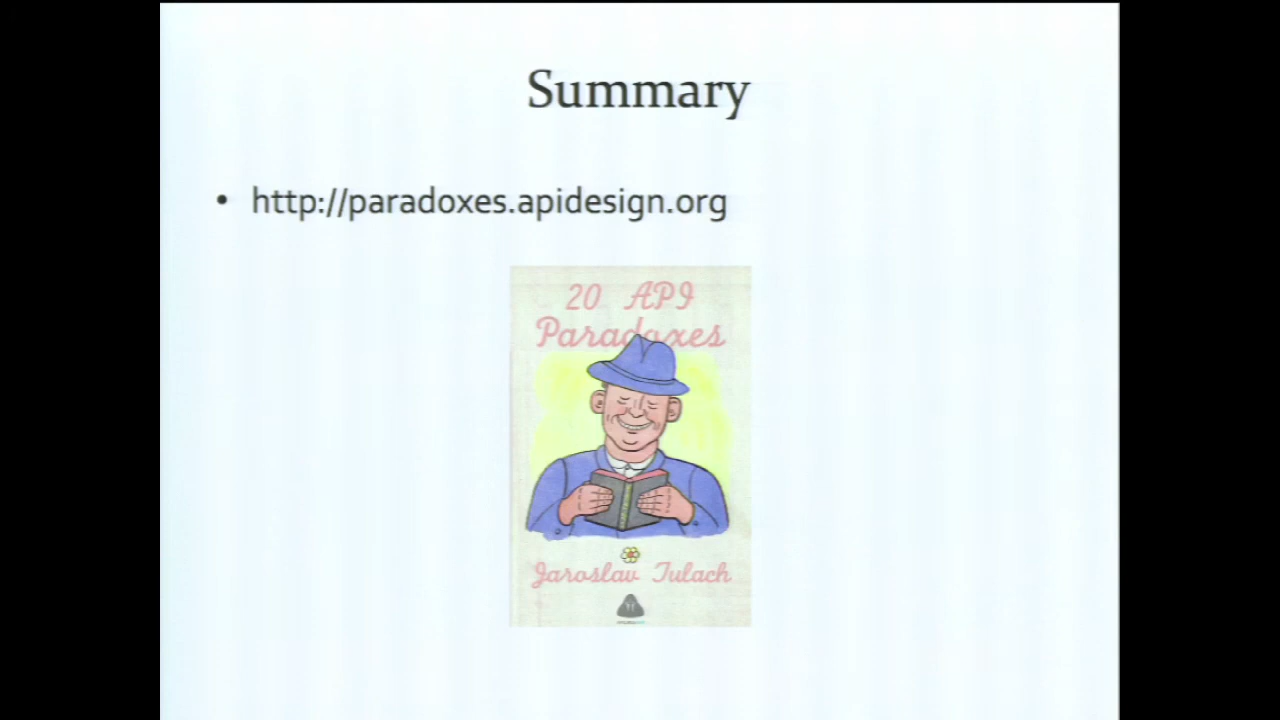 Summary
• http://paradoxes.apidesign.org
20 API
Paradoxes
Jaroslav Tulach